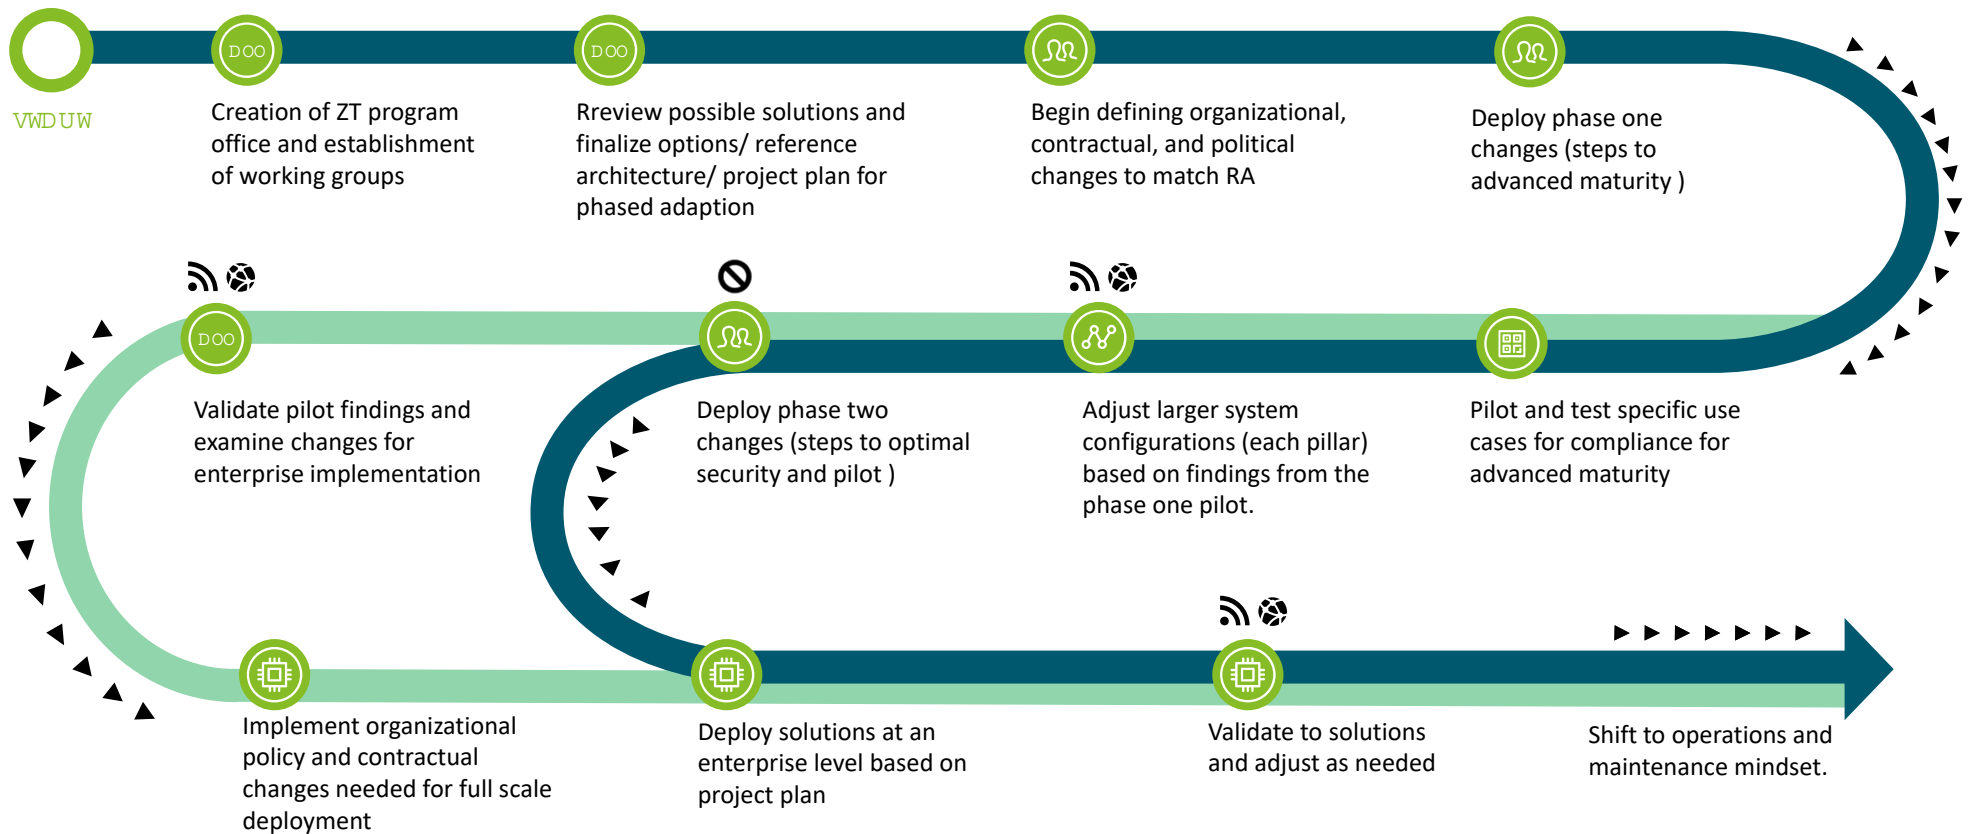 VWDUW
DOO
DOO
Creation of ZT program
office and establishment
of working groups
Rreview possible solutions and
finalize options/ reference
architecture/ project plan for
phased adaption
Begin defining organizational,
contractual, and political
changes to match RA
Deploy phase one
changes (steps to
advanced maturity )
DOO
Validate pilot findings and
examine changes for
enterprise implementation
Deploy phase two
changes (steps to optimal
security and pilot )
Adjust larger system
configurations (each pillar)
based on findings from the
phase one pilot.
Pilot and test specific use
cases for compliance for
advanced maturity
Implement organizational
policy and contractual
changes needed for full scale
deployment
Deploy solutions at an
enterprise level based on
project plan
Validate to solutions
and adjust as needed
Shift to operations and
maintenance mindset.